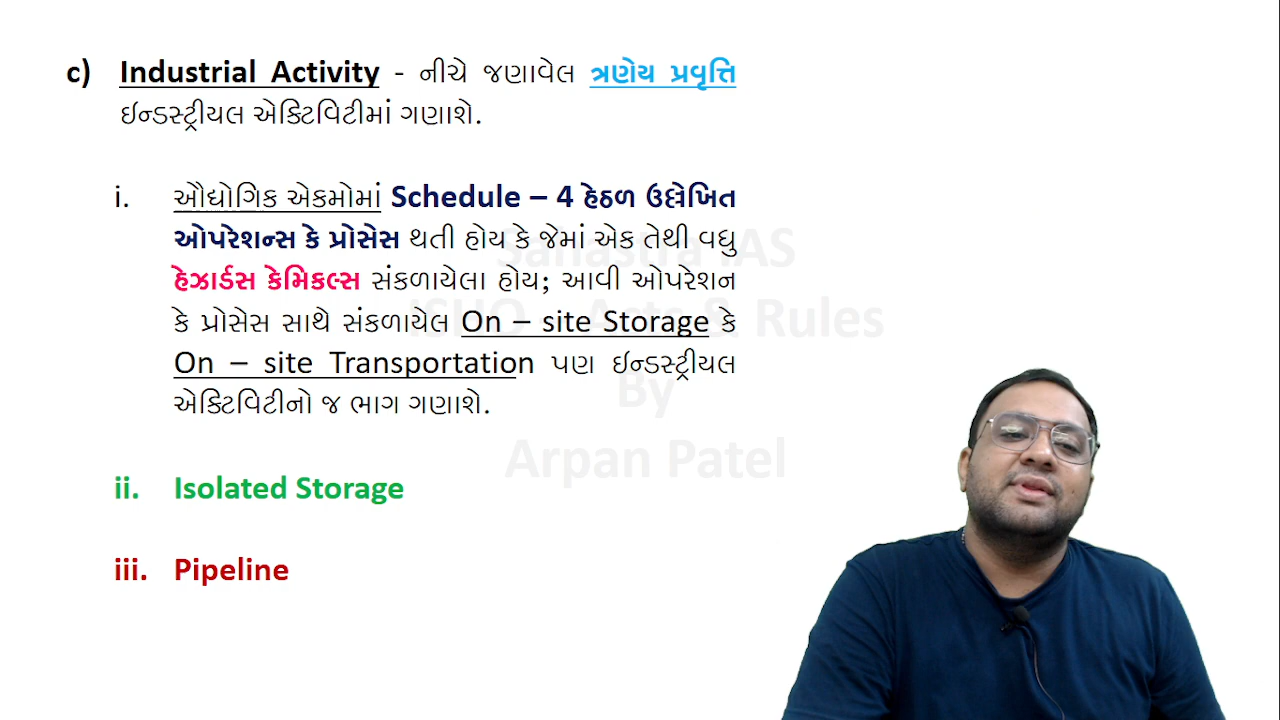 c) Industrial Activity - નીચે જણાવેલ ત્રણેય પ્રવૃત્તિ
ઇન્ડસ્ટ્રીયલ એક્ટિવિટીમાં ગણાશે.
i. ઔદ્યોગિક એકમોમાં Schedule – 4 હેઠળ ઉલ્લેખિત
ઓપરેશન્સ કે પ્રોસેસ થતી હોય કે જેમાં એક તેથી વધુ
હેઝાર્ડસ કેમિકલ્સ સંકળાયેલા હોય; આવી ઓપરેશન
કે પ્રોસેસ સાથે સંકળાયેલ On – site Storage કે
On – site Transportation પણ ઇન્ડસ્ટ્રીયલ
એક્ટિવિટીનો જ ભાગ ગણાશે.
ii. Isolated Storage
iii. Pipeline
IAS
& Rules
By
Arpan Patel